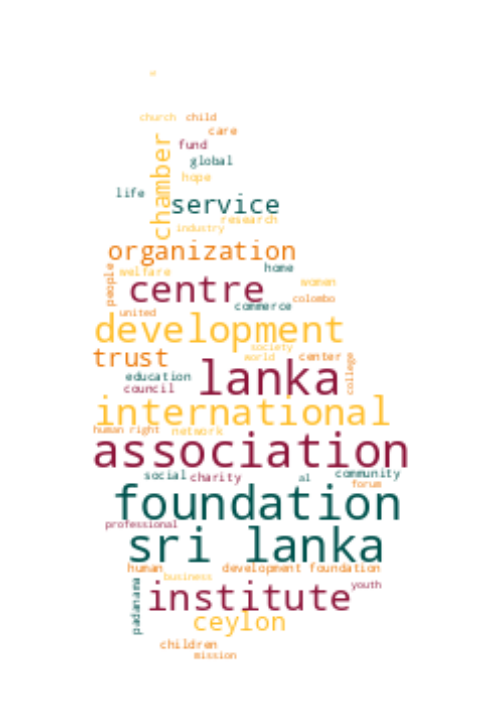 al
church child
care
chamber
fund
global
hope
life
service
research
industry
organization
home
people
welfare
centre
women
colombo
commerce
united
development
society
trust
world
center
college
lanka
education
council
international
human right
network
association
social
charity
al
community
forum
foundation
professional
sri lanka
human
development foundation
business
padanama
institute
youth
ceylon
children
mission